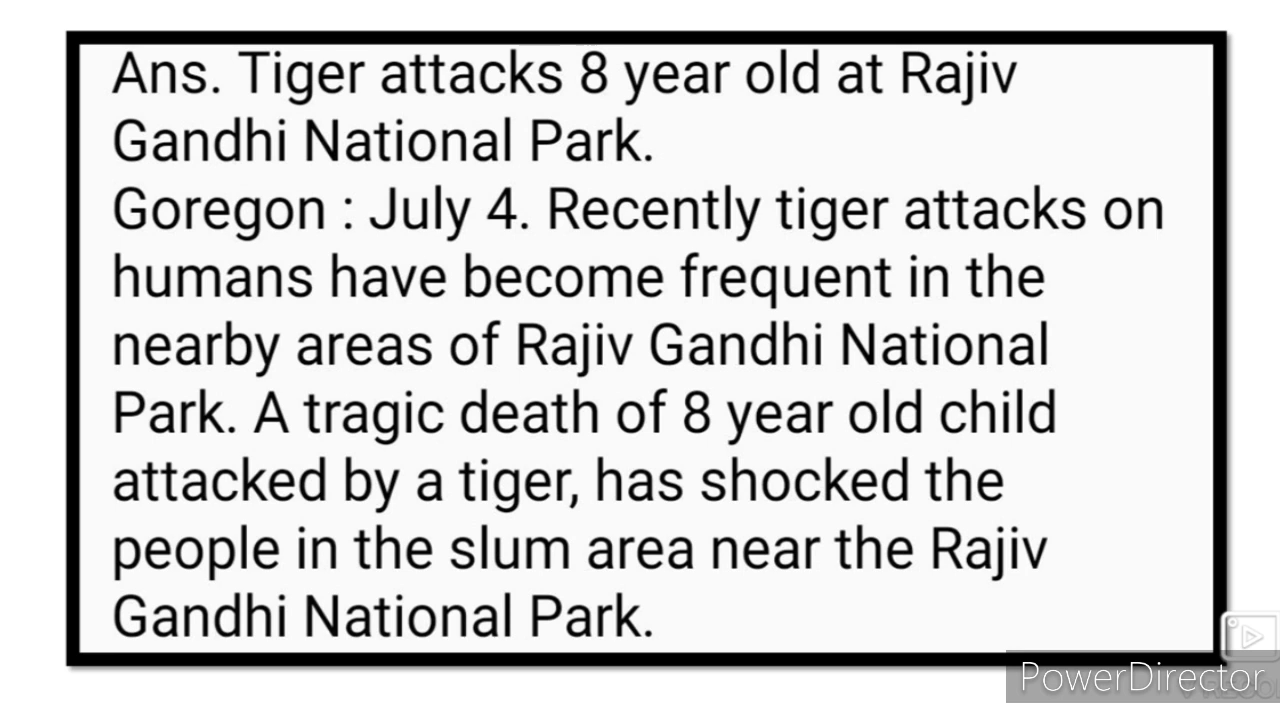 Ans. Tiger attacks 8 year old at Rajiv
Gandhi National Park.
Goregon : July 4. Recently tiger attacks on
humans have become frequent in the
nearby areas of Rajiv Gandhi National
Park. A tragic death of 8 year old child
attacked by a tiger, has shocked the
people in the slum area near the Rajiv
Gandhi National Park.
PowerDirector